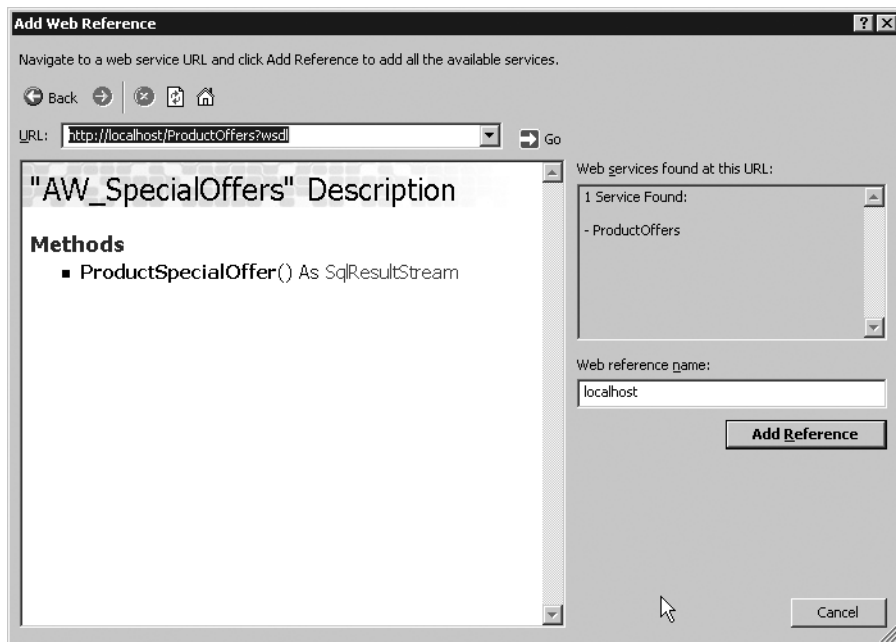 Add Web Reference
Navigate to a web service URL and click Add Reference to add all the available services.
Back
URL: http://localhost/ProductOffers?wsdl Go
"AW_SpecialOffers" Description
Methods
▪ ProductSpecialOffer() As SqlResultStream
Web services found at this URL:
1 Service Found:
- ProductOffers
Web reference name:
localhost
Add Reference
Cancel